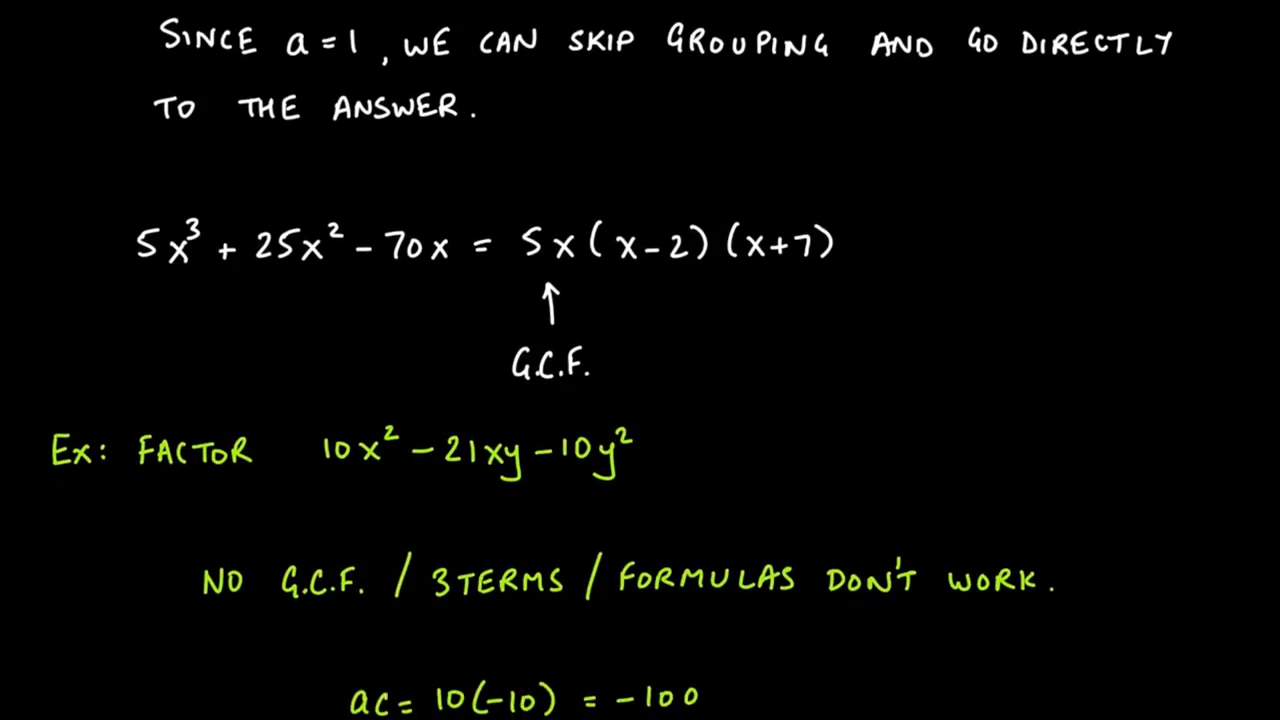 SINCE a = 1, WE CAN SKIP GROUPING AND GO DIRECTLY
TO THE ANSWER.
5x³ + 25x² - 70x = 5x(x-2)(x+7)
↑
G.C.F.
Ex: FACTOR 10x² - 21xy - 10y²
NO G.C.F. / 3 TERMS / FORMULAS DON'T WORK.
ac = 10(-10) = -100